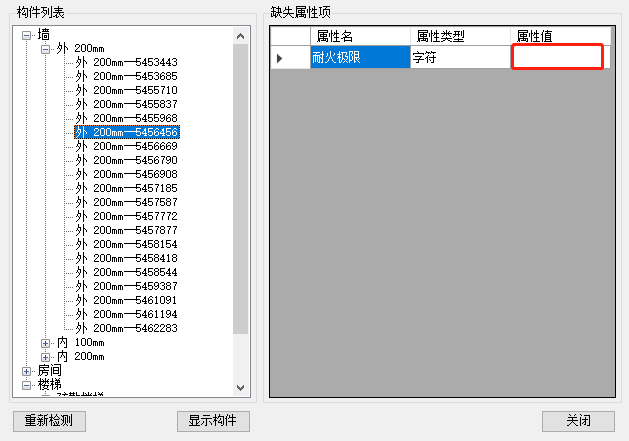 构件列表
墙
外 200mm
外 200mm—5453443
外 200mm—5453685
外 200mm—5455710
外 200mm—5455837
外 200mm—5455968
外 200mm—5456456
外 200mm—5456669
外 200mm—5456790
外 200mm—5456908
外 200mm—5457185
外 200mm—5457587
外 200mm—5457772
外 200mm—5457877
外 200mm—5458154
外 200mm—5458418
外 200mm—5458544
外 200mm—5459387
外 200mm—5461091
外 200mm—5461194
外 200mm—5462283
内 100mm
内 200mm
房间
楼梯
缺失属性项
属性名 属性类型 属性值
耐火极限 字符
重新检测 显示构件 关闭